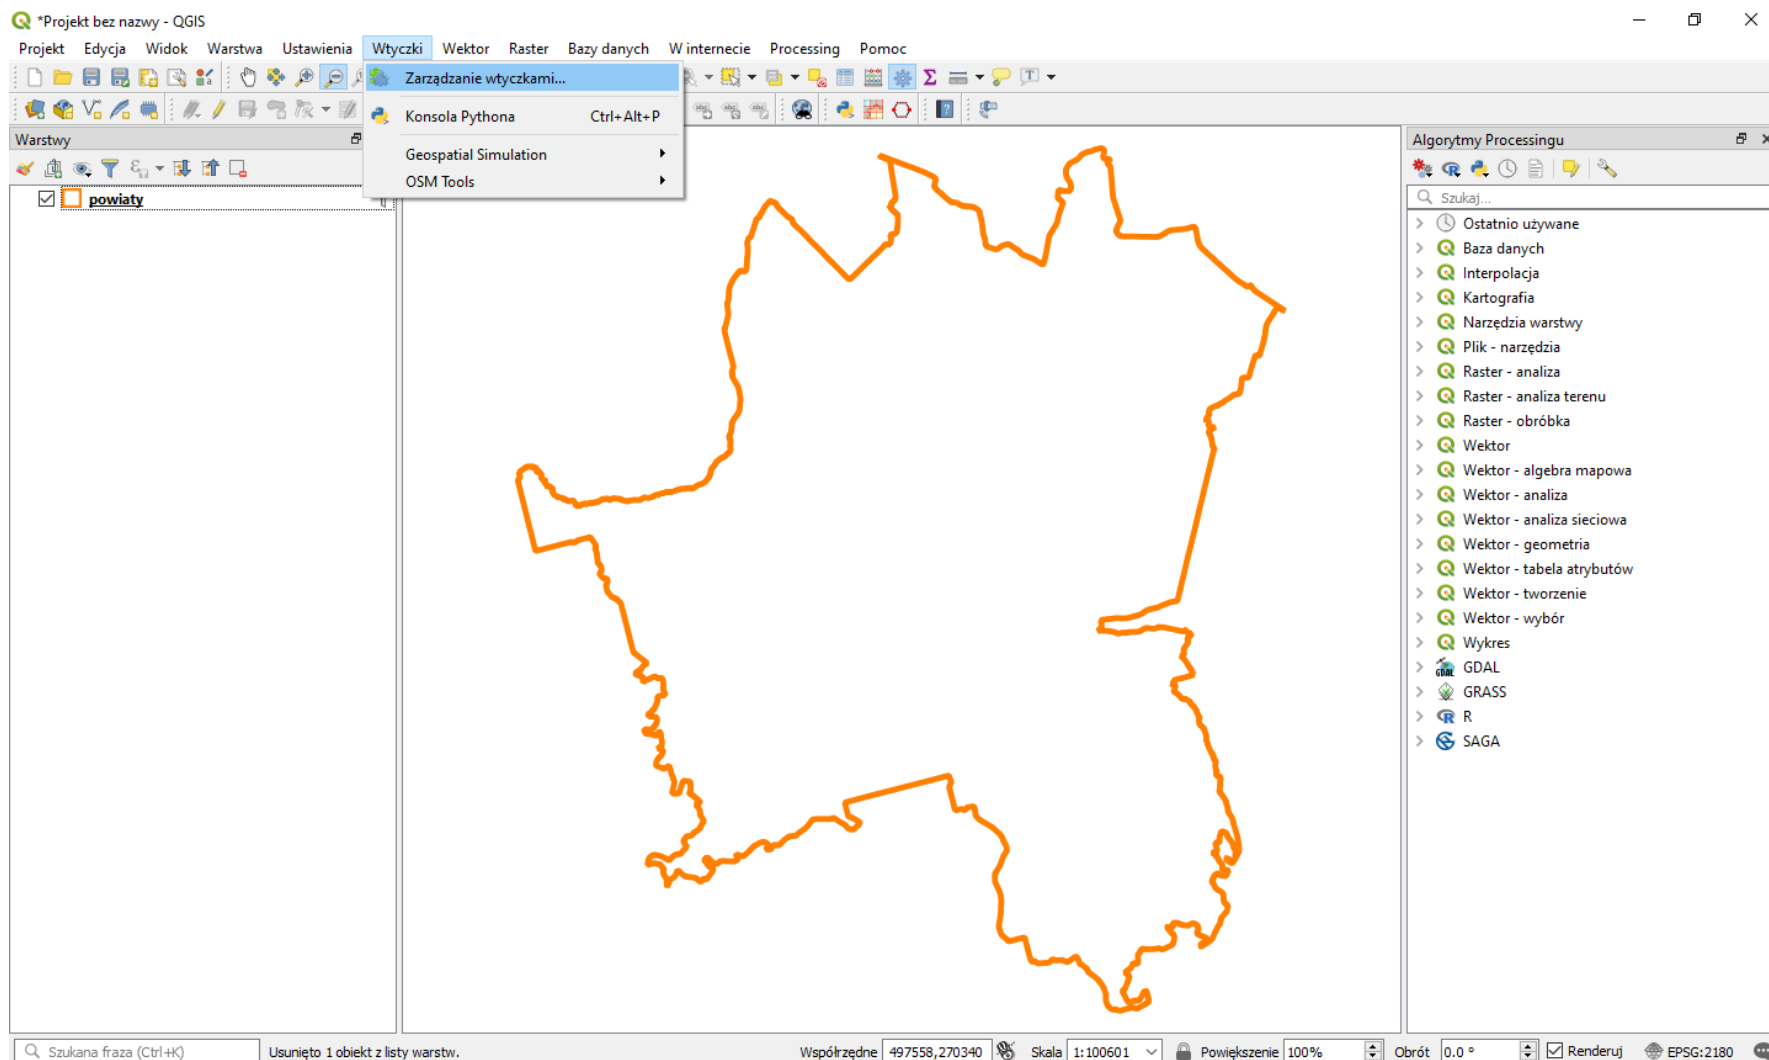 *Projekt bez nazwy - QGIS
Projekt Edycja Widok Warstwa Ustawienia Wtyczki Wektor Raster Bazy danych W internecie Processing Pomoc
Zarządzanie wtyczkami...
Konsola Pythona Ctrl+Alt+P
Geospatial Simulation
OSM Tools
Warstwy
powiaty
Algorytmy Processingu
Szukaj...
Ostatnio używane
Baza danych
Interpolacja
Kartografia
Narzędzia warstwy
Plik - narzędzia
Raster - analiza
Raster - analiza terenu
Raster - obróbka
Wektor
Wektor - algebra mapowa
Wektor - analiza
Wektor - analiza sieciowa
Wektor - geometria
Wektor - tabela atrybutów
Wektor - tworzenie
Wektor - wybór
Wykres
GDAL
GRASS
R
SAGA
Szukana fraza (Ctrl+K) Usunięto 1 obiekt z listy warstw. Współrzędne 497558,270340 Skala 1:100601 Powiększenie 100% Obrót 0.0 ° Renderuj EPSG:2180